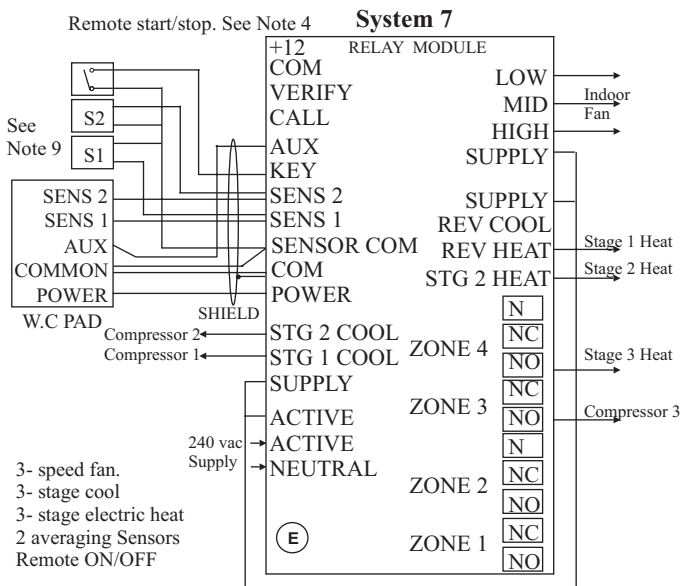 System 7
Remote start/stop. See Note 4
See
Note 9
S2
S1
SENS 2
SENS 1
AUX
COMMON
POWER
W.C PAD
SHIELD
RELAY MODULE
+12
COM
VERIFY
CALL
AUX
KEY
SENS 2
SENS 1
SENSOR COM
COM
POWER
STG 2 COOL
STG 1 COOL
SUPPLY
ACTIVE
ACTIVE
NEUTRAL
Compressor 2
Compressor 1
240 vac
Supply
LOW
MID
HIGH
SUPPLY
SUPPLY
REV COOL
REV HEAT
STG 2 HEAT
Indoor
Fan
Stage 1 Heat
Stage 2 Heat
N
ZONE 4 NC
NO
Stage 3 Heat
ZONE 3 NC
NO
Compressor 3
N
ZONE 2 NC
NO
ZONE 1 NC
NO
E
3- speed fan.
3- stage cool
3- stage electric heat
2 averaging Sensors
Remote ON/OFF